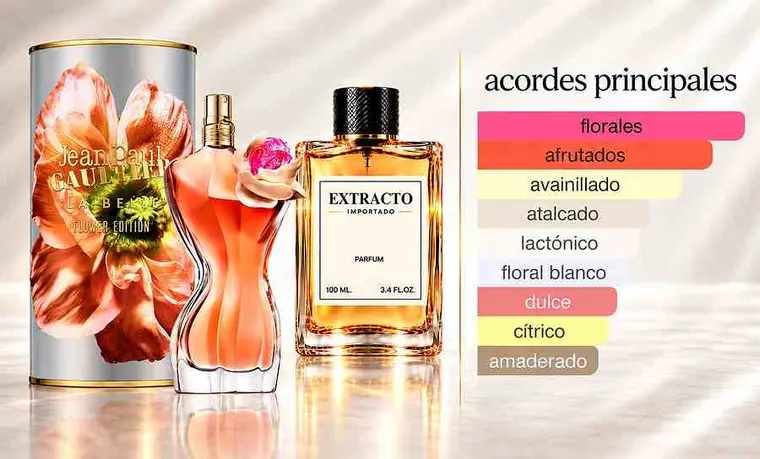 Jean Paul
GAULTIER
LA BELLE
FLOWER EDITION
EXTRACTO
IMPORTADO
PARFUM
100 ML. 3.4 FL.OZ.
acordes principales
florales
afrutados
avainillado
atalcado
lactónico
floral blanco
dulce
cítrico
amaderado